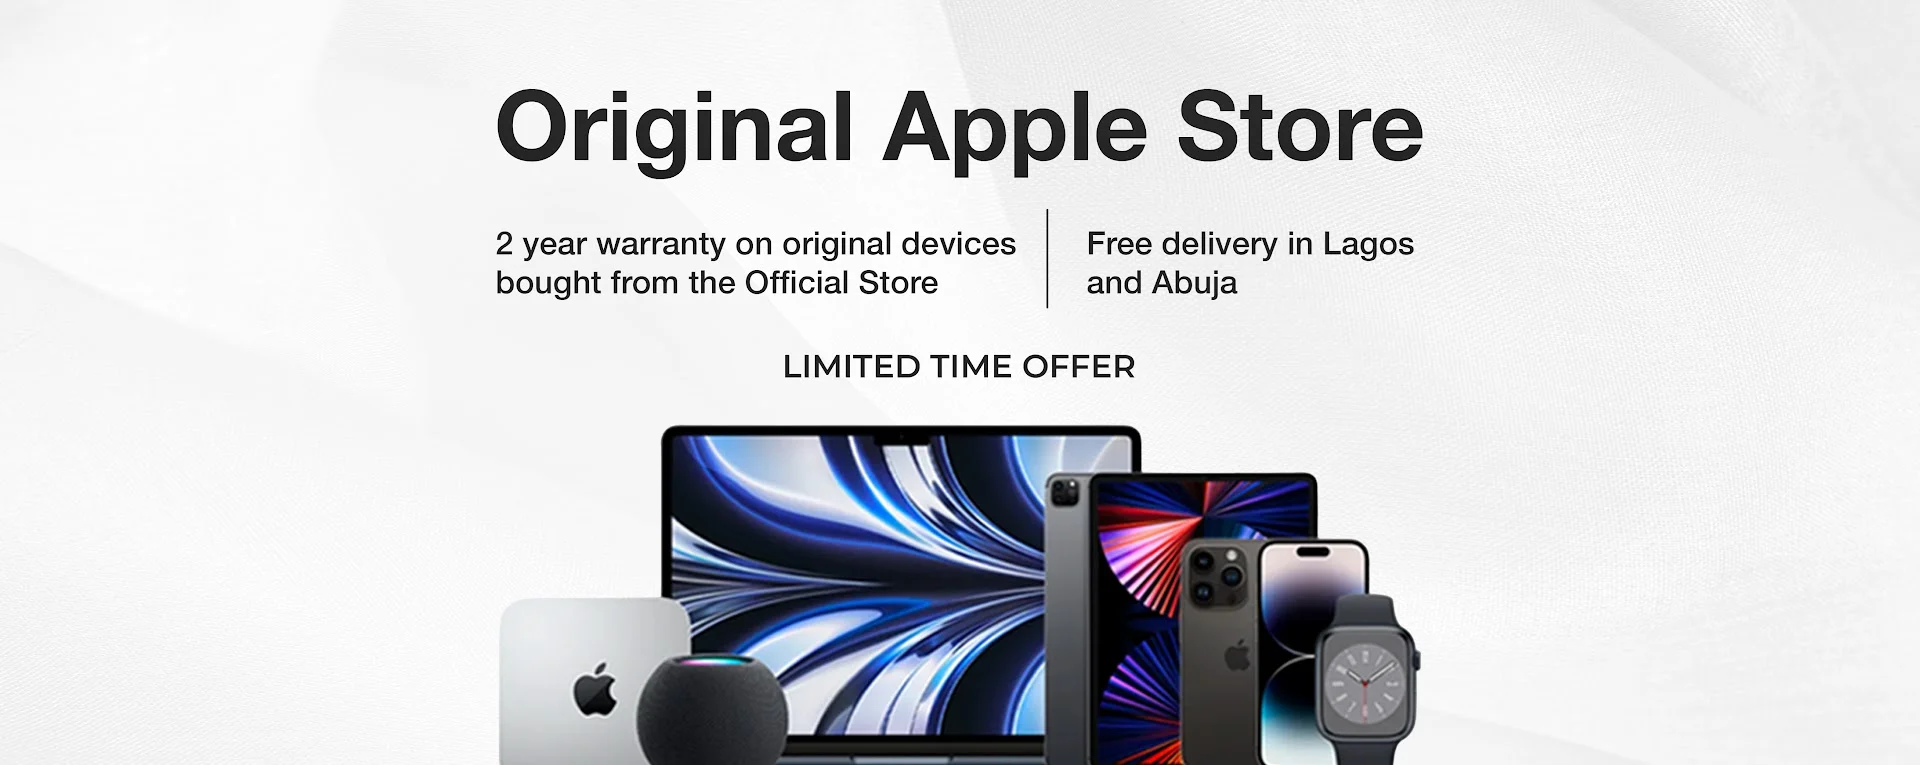 Original Apple Store
2 year warranty on original devices
bought from the Official Store
Free delivery in Lagos
and Abuja
LIMITED TIME OFFER